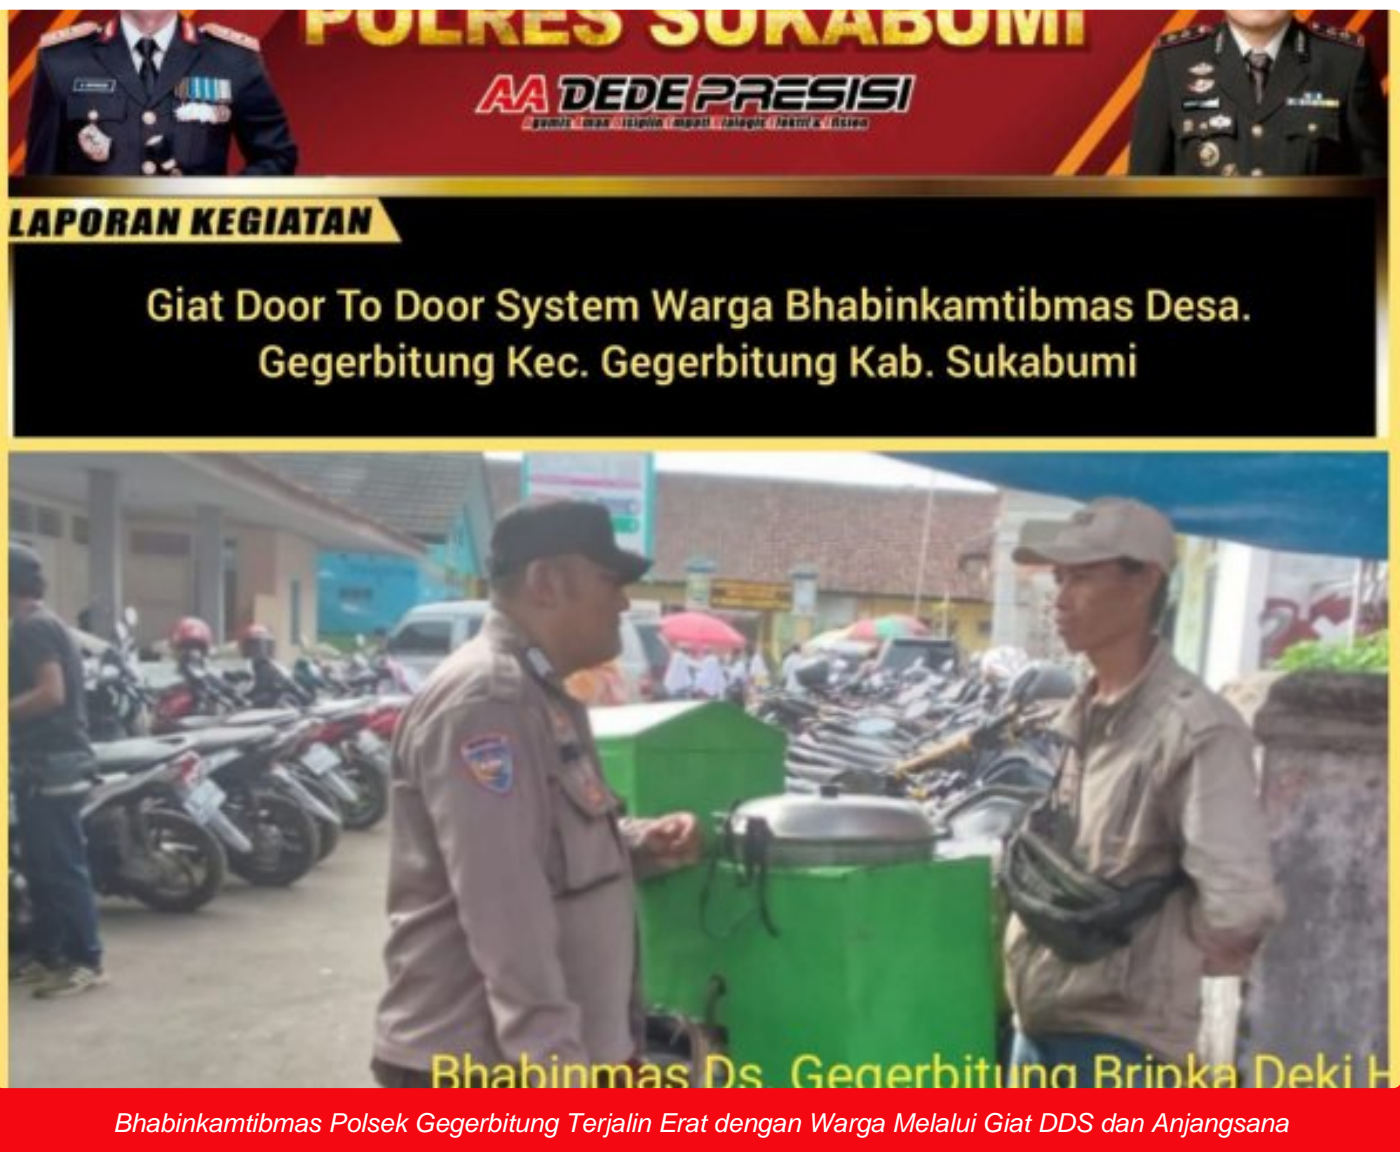 POLRES SUKABUMI
AA DEDE PRESISI
LAPORAN KEGIATAN
Giat Door To Door System Warga Bhabinkamtibmas Desa.
Gegerbitung Kec. Gegerbitung Kab. Sukabumi
Bhabinmas Ds. Gegerbitung Bripka Deki H
Bhabinkamtibmas Polsek Gegerbitung Terjalin Erat dengan Warga Melalui Giat DDS dan Anjangsana